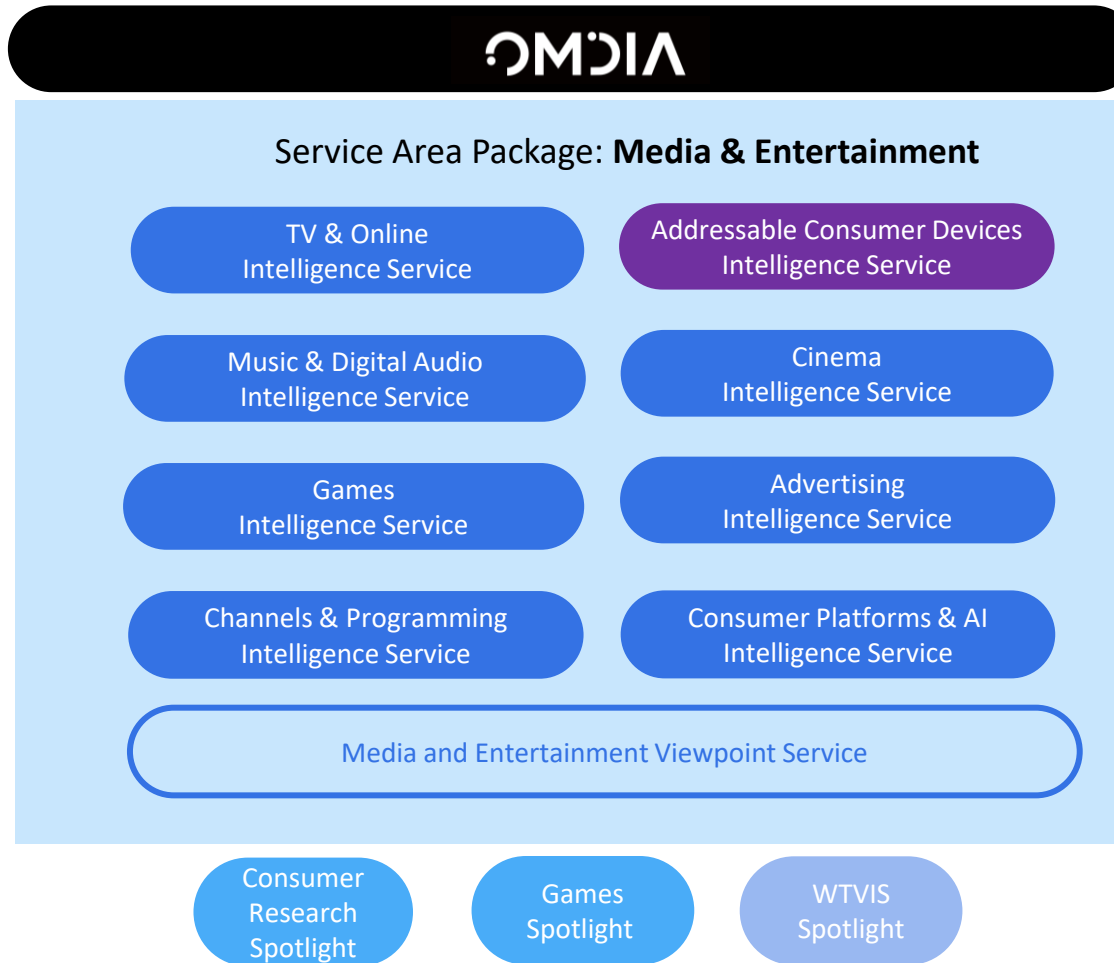 OMDIA
Service Area Package: Media & Entertainment
TV & Online
Intelligence Service
Addressable Consumer Devices
Intelligence Service
Music & Digital Audio
Intelligence Service
Cinema
Intelligence Service
Games
Intelligence Service
Advertising
Intelligence Service
Channels & Programming
Intelligence Service
Consumer Platforms & AI
Intelligence Service
Media and Entertainment Viewpoint Service
Consumer
Research
Spotlight
Games
Spotlight
WTVIS
Spotlight